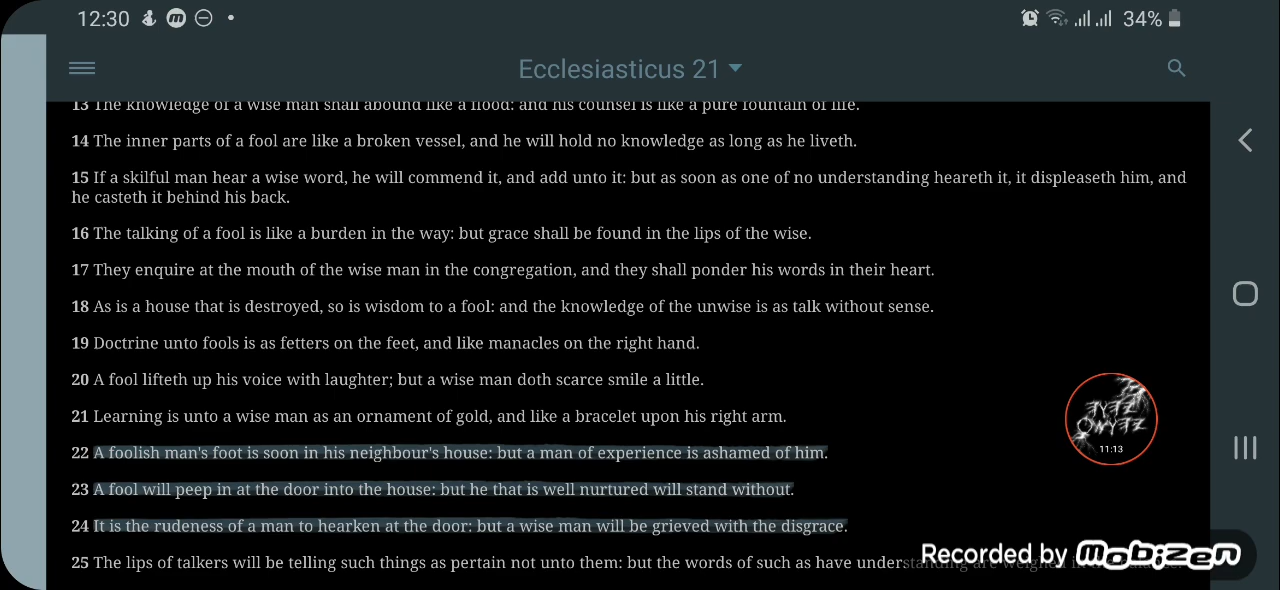 12:30
34%
Ecclesiasticus 21
13 The knowledge of a wise man shall abound like a flood: and his counsel is like a pure fountain of life.
14 The inner parts of a fool are like a broken vessel, and he will hold no knowledge as long as he liveth.
15 If a skilful man hear a wise word, he will commend it, and add unto it: but as soon as one of no understanding heareth it, it displeaseth him, and
he casteth it behind his back.
16 The talking of a fool is like a burden in the way: but grace shall be found in the lips of the wise.
17 They enquire at the mouth of the wise man in the congregation, and they shall ponder his words in their heart.
18 As is a house that is destroyed, so is wisdom to a fool: and the knowledge of the unwise is as talk without sense.
19 Doctrine unto fools is as fetters on the feet, and like manacles on the right hand.
20 A fool lifteth up his voice with laughter; but a wise man doth scarce smile a little.
21 Learning is unto a wise man as an ornament of gold, and like a bracelet upon his right arm.
22 A foolish man's foot is soon in his neighbour's house: but a man of experience is ashamed of him.
23 A fool will peep in at the door into the house: but he that is well nurtured will stand without.
24 It is the rudeness of a man to hearken at the door: but a wise man will be grieved with the disgrace.
25 The lips of talkers will be telling such things as pertain not unto them: but the words of such as have understanding are weighed in the
11:13
Recorded by mobizen